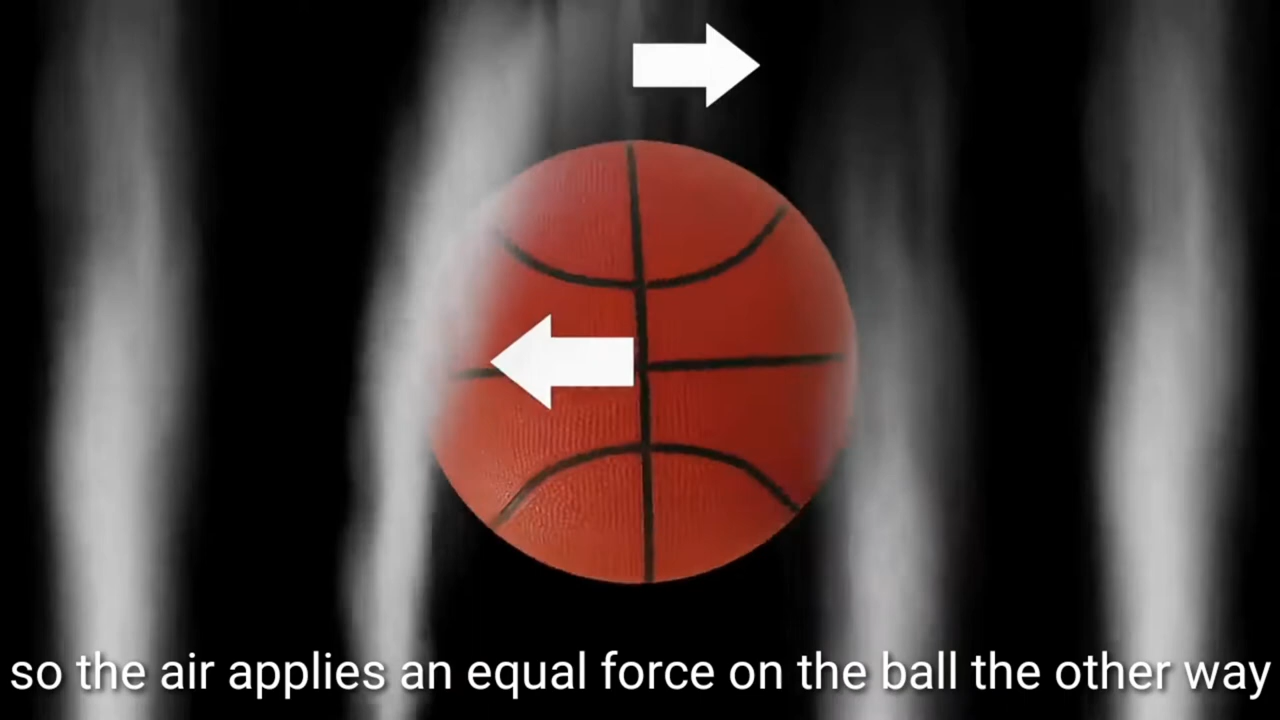 so the air applies an equal force on the ball the other way